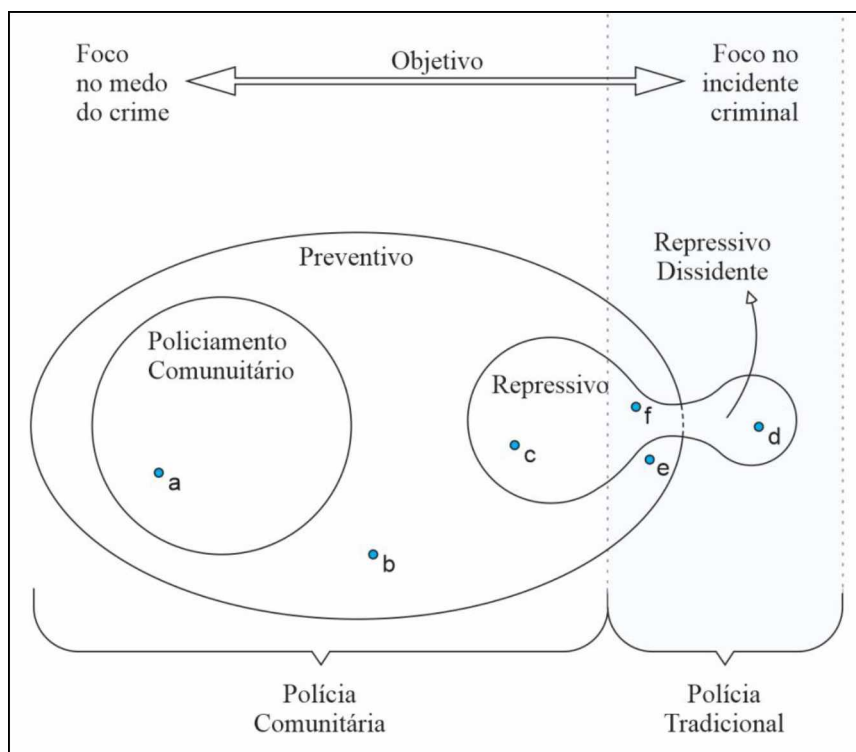 Foco
no medo
do crime
Objetivo
Foco no
incidente
criminal
Preventivo
Repressivo
Dissidente
Policiamento
Comunuitário
Repressivo
f
d
c
e
a
b
Polícia
Comunitária
Polícia
Tradicional